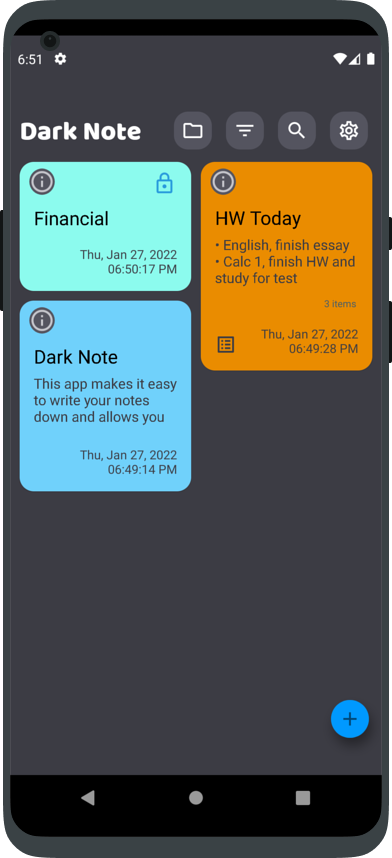 6:51
Dark Note
Financial
Thu, Jan 27, 2022
06:50:17 PM
HW Today
• English, finish essay
• Calc 1, finish HW and
study for test
3 items
Thu, Jan 27, 2022
06:49:28 PM
Dark Note
This app makes it easy
to write your notes
down and allows you
Thu, Jan 27, 2022
06:49:14 PM